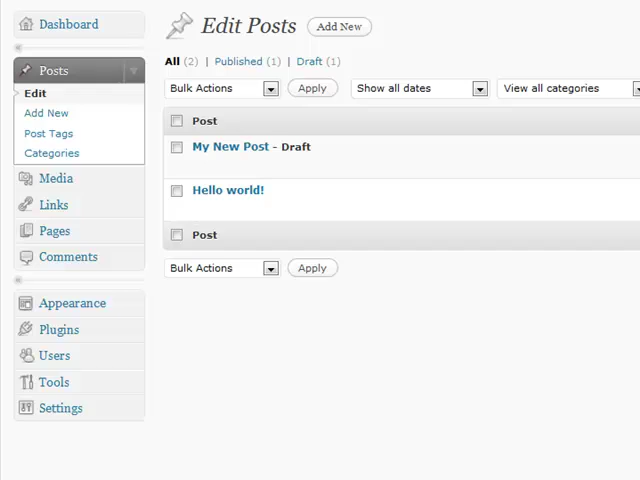 Dashboard
Posts
Edit
Add New
Post Tags
Categories
Media
Links
Pages
Comments
Appearance
Plugins
Users
Tools
Settings
Edit Posts Add New
All (2) | Published (1) | Draft (1)
Bulk Actions Apply Show all dates View all categories
Post
My New Post - Draft
Hello world!
Post
Bulk Actions Apply